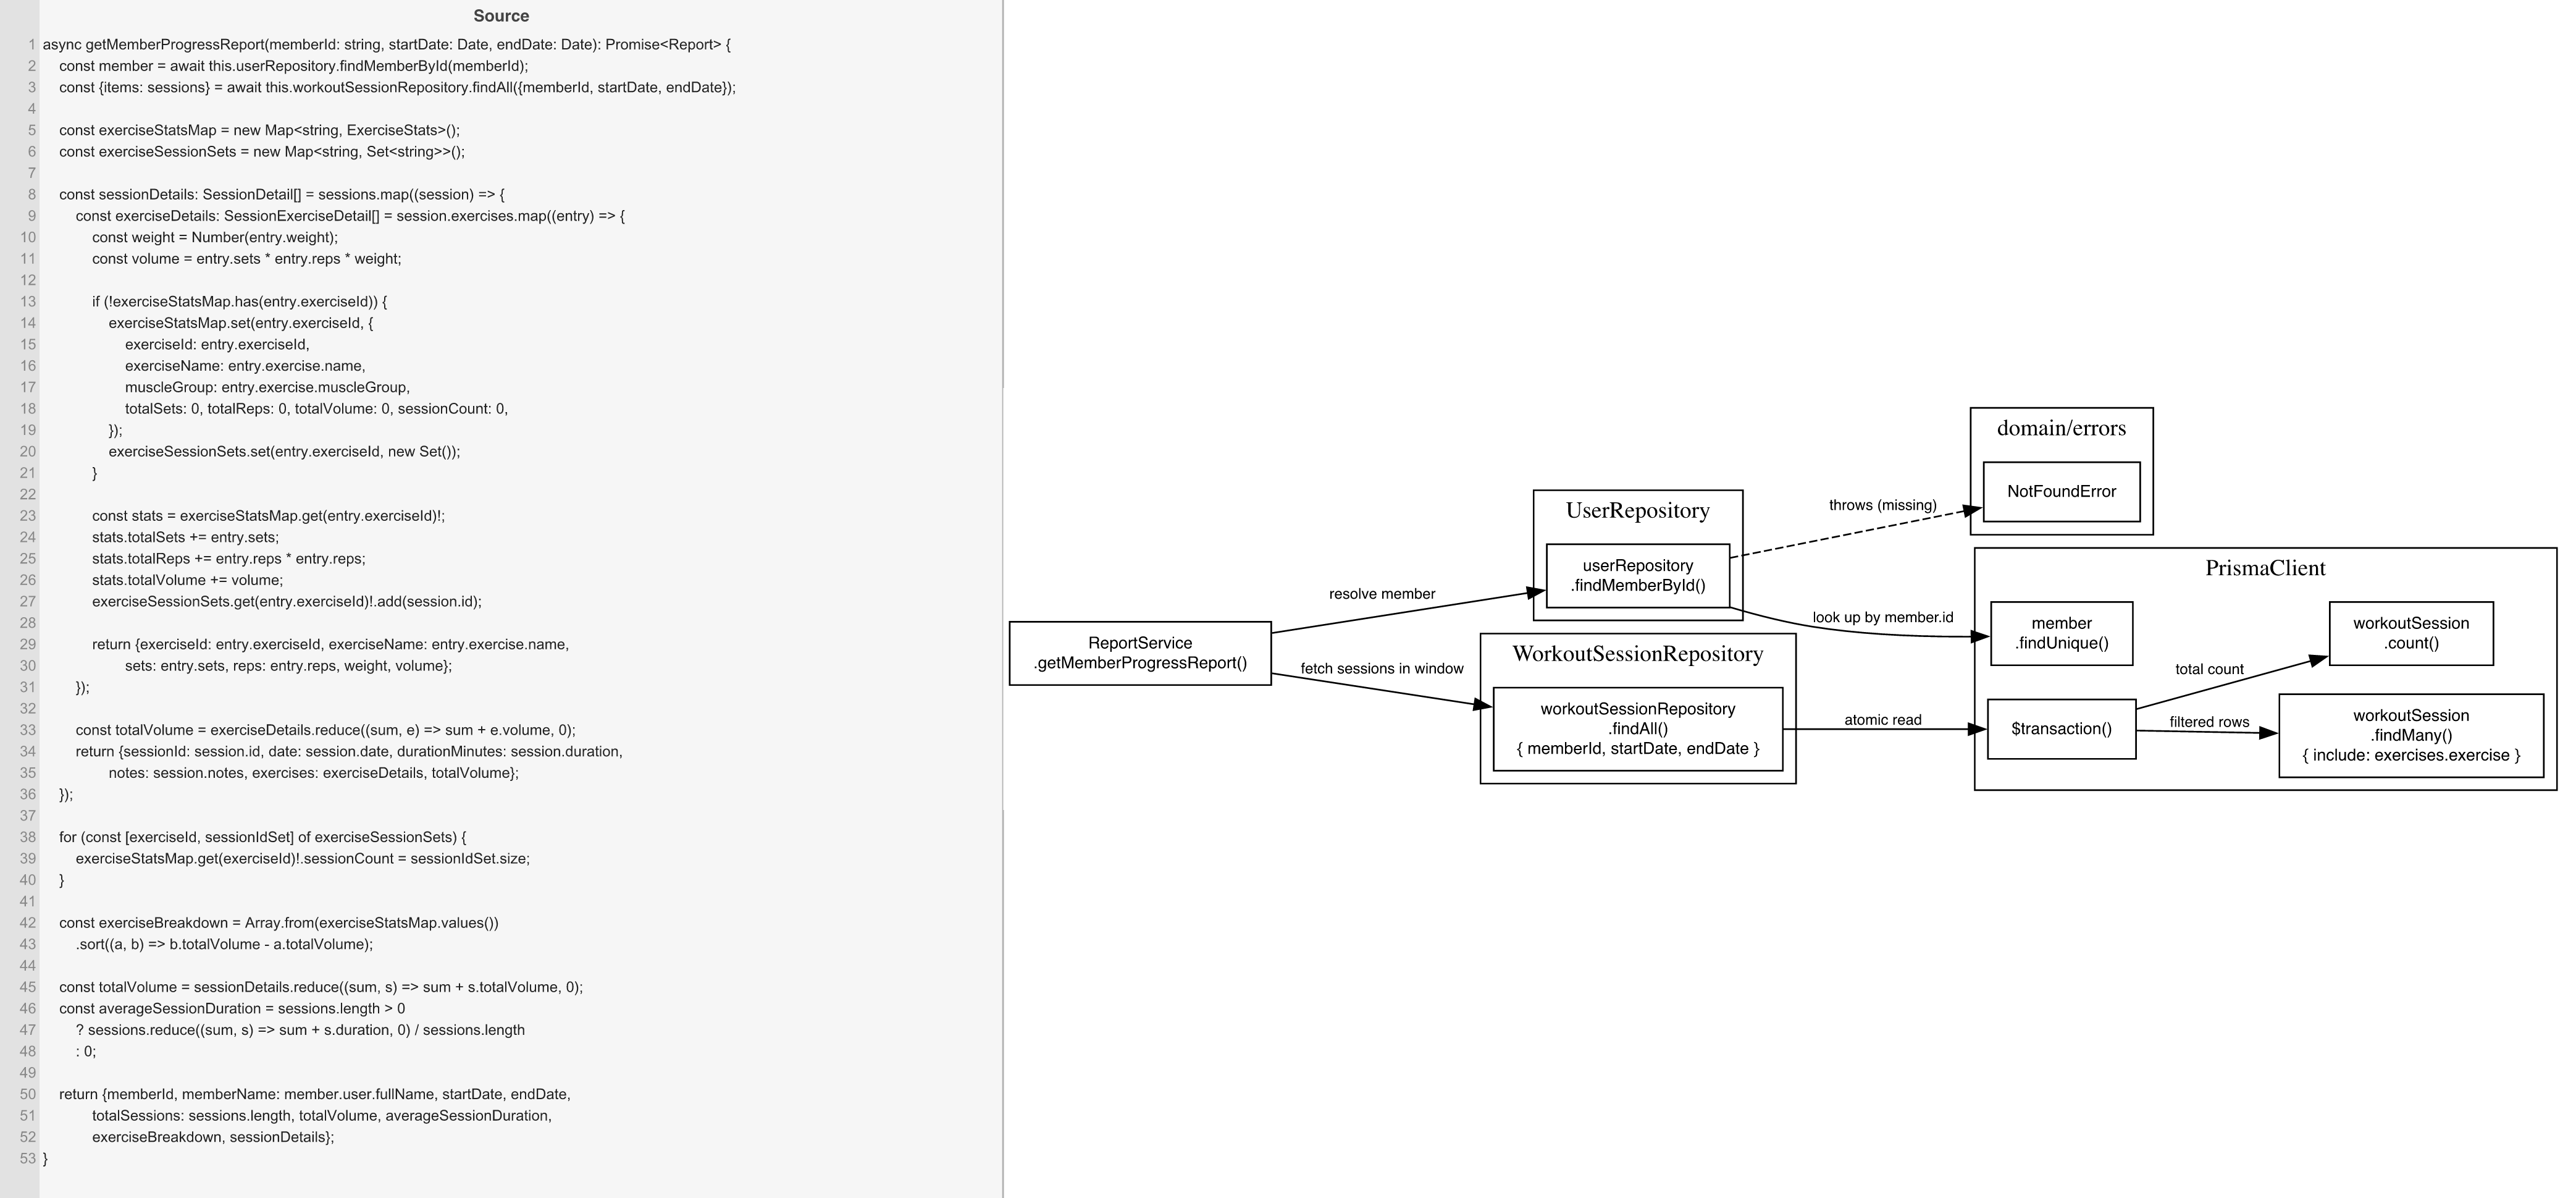 Source
1 async getMemberProgressReport(memberId: string, startDate: Date, endDate: Date): Promise<Report> {
2 const member = await this.userRepository.findMemberById(memberId);
3 const {items: sessions} = await this.workoutSessionRepository.findAll({memberId, startDate, endDate});
4
5 const exerciseStatsMap = new Map<string, ExerciseStats>();
6 const exerciseSessionSets = new Map<string, Set<string>>();
7
8 const sessionDetails: SessionDetail[] = sessions.map((session) => {
9 const exerciseDetails: SessionExerciseDetail[] = session.exercises.map((entry) => {
10 const weight = Number(entry.weight);
11 const volume = entry.sets * entry.reps * weight;
12
13 if (!exerciseStatsMap.has(entry.exerciseId)) {
14 exerciseStatsMap.set(entry.exerciseId, {
15 exerciseId: entry.exerciseId,
16 exerciseName: entry.exercise.name,
17 muscleGroup: entry.exercise.muscleGroup,
18 totalSets: 0, totalReps: 0, totalVolume: 0, sessionCount: 0,
19 });
20 exerciseSessionSets.set(entry.exerciseId, new Set());
21 }
22
23 const stats = exerciseStatsMap.get(entry.exerciseId)!;
24 stats.totalSets += entry.sets;
25 stats.totalReps += entry.reps * entry.reps;
26 stats.totalVolume += volume;
27 exerciseSessionSets.get(entry.exerciseId)!.add(session.id);
28
29 return {exerciseId: entry.exerciseId, exerciseName: entry.exercise.name,
30 sets: entry.sets, reps: entry.reps, weight, volume};
31 });
32
33 const totalVolume = exerciseDetails.reduce((sum, e) => sum + e.volume, 0);
34 return {sessionId: session.id, date: session.date, durationMinutes: session.duration,
35 notes: session.notes, exercises: exerciseDetails, totalVolume};
36 });
37
38 for (const [exerciseId, sessionIdSet] of exerciseSessionSets) {
39 exerciseStatsMap.get(exerciseId)!.sessionCount = sessionIdSet.size;
40 }
41
42 const exerciseBreakdown = Array.from(exerciseStatsMap.values())
43 .sort((a, b) => b.totalVolume - a.totalVolume);
44
45 const totalVolume = sessionDetails.reduce((sum, s) => sum + s.totalVolume, 0);
46 const averageSessionDuration = sessions.length > 0
47 ? sessions.reduce((sum, s) => sum + s.duration, 0) / sessions.length
48 : 0;
49
50 return {memberId, memberName: member.user.fullName, startDate, endDate,
51 totalSessions: sessions.length, totalVolume, averageSessionDuration,
52 exerciseBreakdown, sessionDetails};
53 }
ReportService
.getMemberProgressReport()
resolve member
fetch sessions in window
UserRepository
userRepository
.findMemberById()
WorkoutSessionRepository
workoutSessionRepository
.findAll()
{ memberId, startDate, endDate }
throws (missing)
look up by member.id
atomic read
domain/errors
NotFoundError
PrismaClient
member
.findUnique()
$transaction()
total count
filtered rows
workoutSession
.count()
workoutSession
.findMany()
{ include: exercises.exercise }